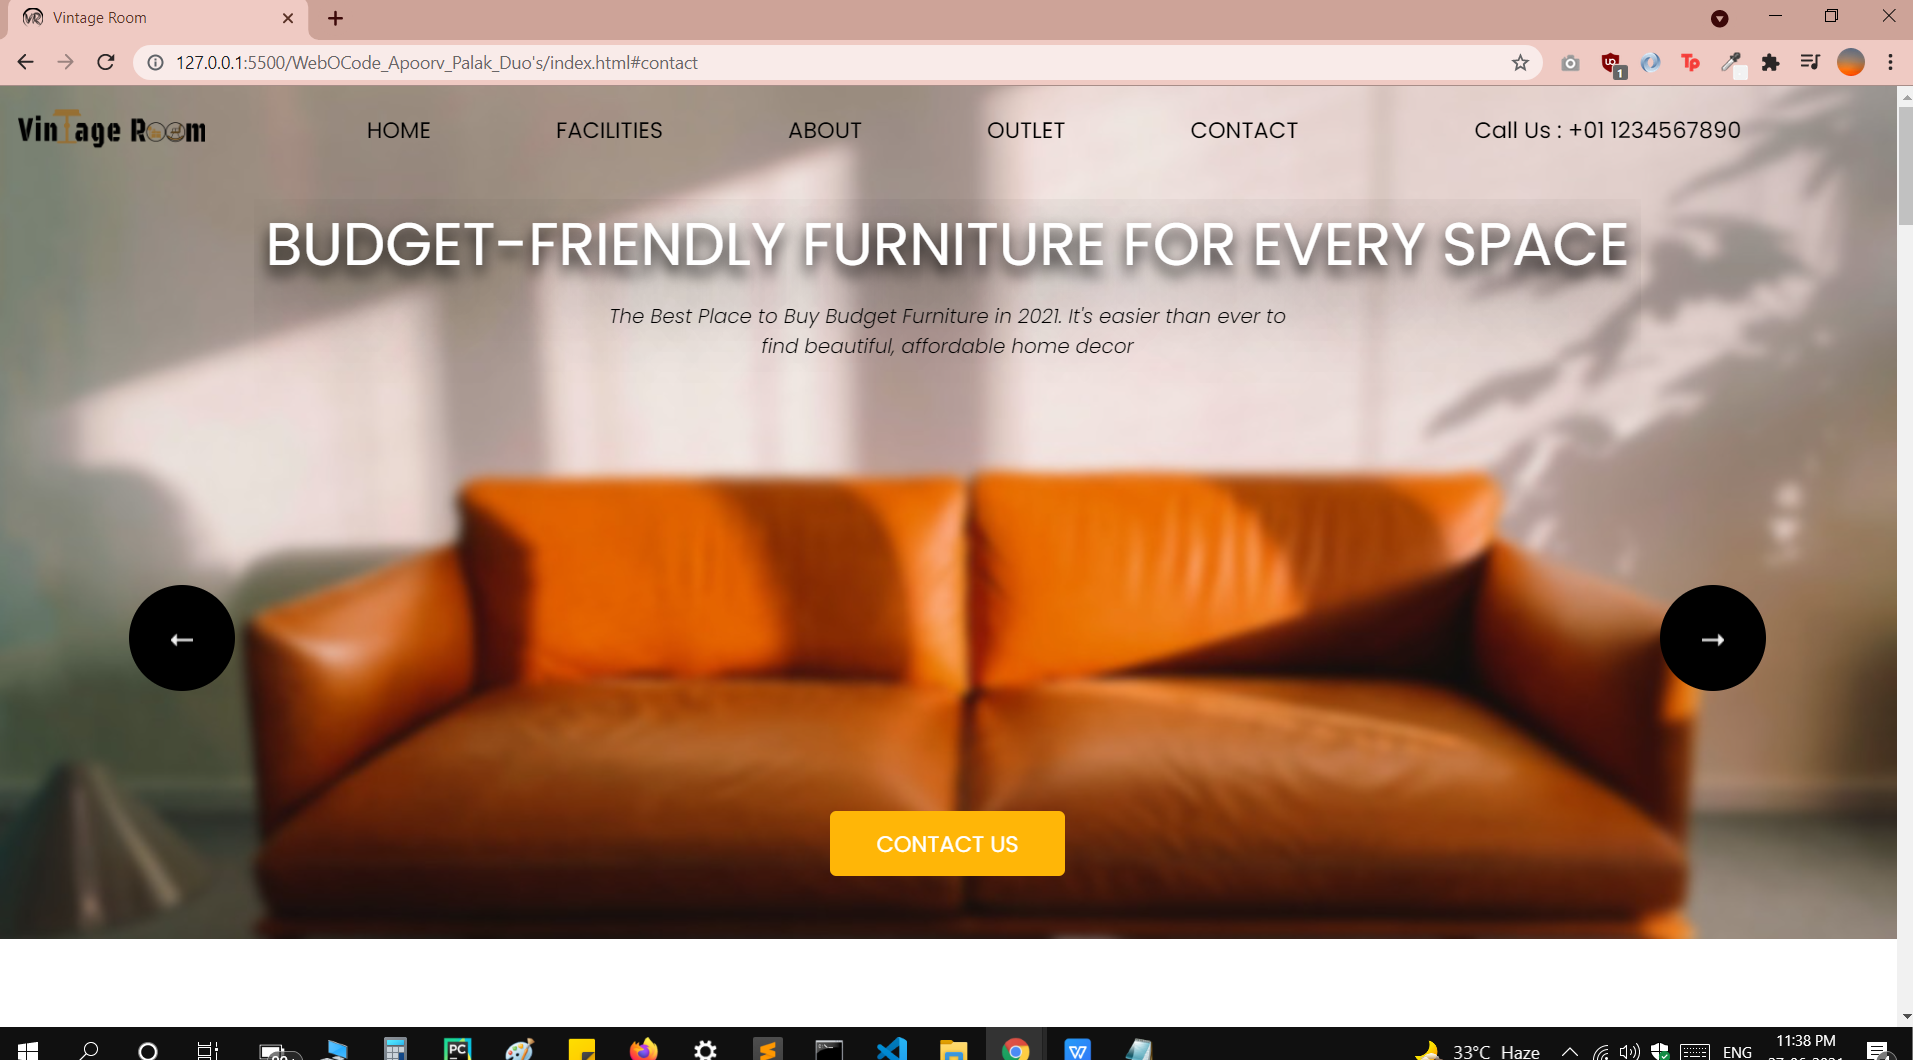 Vintage Room
127.0.0.1:5500/WebOCode_Apoorv_Palak_Duo's/index.html#contact
1
VinTage Room
HOME
FACILITIES
ABOUT
OUTLET
CONTACT
Call Us : +01 1234567890
BUDGET-FRIENDLY FURNITURE FOR EVERY SPACE
The Best Place to Buy Budget Furniture in 2021. It's easier than ever to
find beautiful, affordable home decor
←
→
CONTACT US
PC
33°C Haze
ENG
11:38 PM